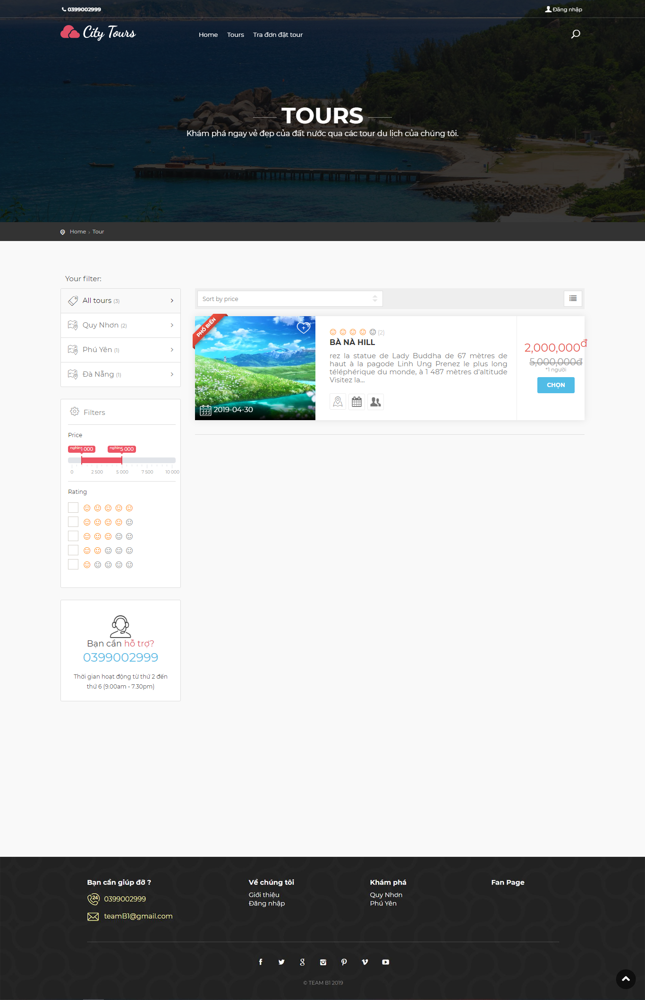 0399002999
Đăng nhập
City Tours
Home Tours Tra đơn đặt tour
TOURS
Khám phá ngay vẻ đẹp của đất nước qua các tour du lịch của chúng tôi.
Home › Tour
Your filter:
All tours (3)
Quy Nhơn (2)
Phú Yên (1)
Đà Nẵng (1)
Sort by price
PHỔ BIẾN
2019-04-30
(2)
BÀ NÀ HILL
rez la statue de Lady Buddha de 67 mètres de
haut à la pagode Linh Ung Prenez le plus long
téléphérique du monde, à 1 487 mètres d'altitude
Visitez la...
2,000,000đ
5,000,000đ
*1 người
CHỌN
Filters
Price
nghìn 1 000 nghìn 5 000
0 2 500 5 000 7 500 10 000
Rating
Bạn cần hỗ trợ?
0399002999
Thời gian hoạt động từ thứ 2 đến
thứ 6 (9.00am - 7.30pm)
Bạn cần giúp đỡ ?
24
0399002999
teamB1@gmail.com
Về chúng tôi
Giới thiệu
Đăng nhập
Khám phá
Quy Nhơn
Phú Yên
Fan Page
© TEAM B1 2019